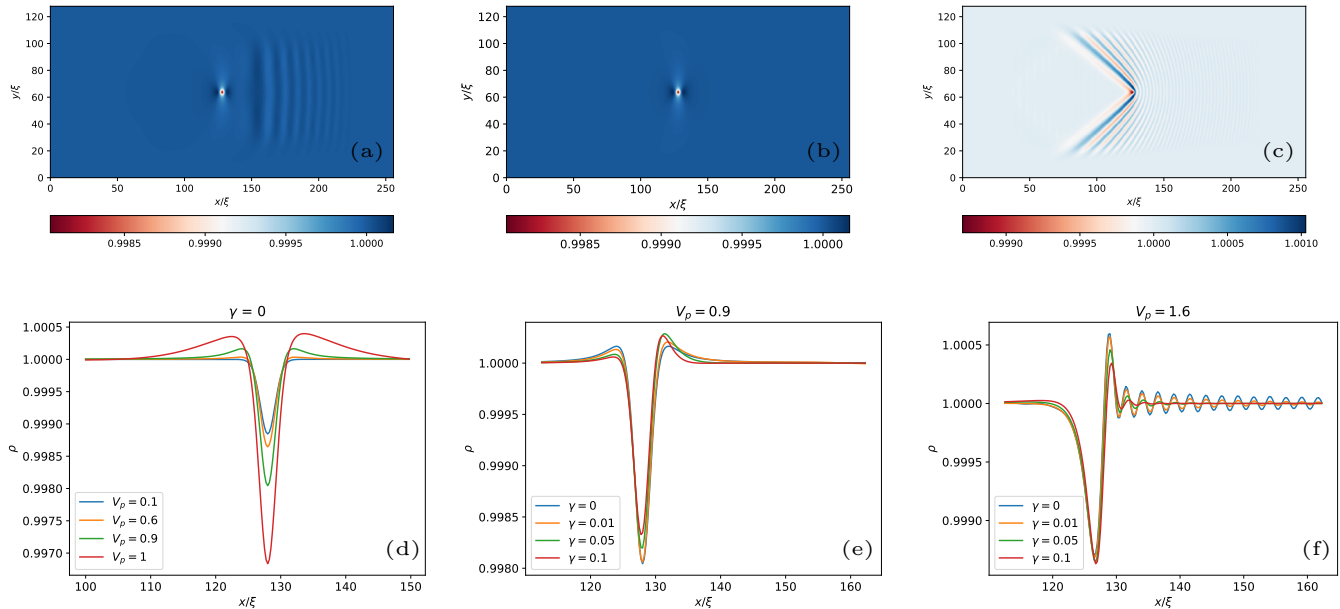 120
100
80
60
40
20
0
y/ξ
0 50 100 150 200 250
x/ξ
(a)
0.9985 0.9990 0.9995 1.0000
120
100
80
60
40
20
0
y/ξ
0 50 100 150 200 250
x/ξ
(b)
0.9985 0.9990 0.9995 1.0000
120
100
80
60
40
20
0
y/ξ
0 50 100 150 200 250
x/ξ
(c)
0.9990 0.9995 1.0000 1.0005 1.0010
γ = 0
1.0005
1.0000
0.9995
0.9990
0.9985
0.9980
0.9975
0.9970
ρ
V_p = 0.1
V_p = 0.6
V_p = 0.9
V_p = 1
(d)
100 110 120 130 140 150
x/ξ
V_p = 0.9
1.0000
0.9995
0.9990
0.9985
0.9980
ρ
γ = 0
γ = 0.01
γ = 0.05
γ = 0.1
(e)
120 130 140 150 160
x/ξ
V_p = 1.6
1.0005
1.0000
0.9995
0.9990
ρ
γ = 0
γ = 0.01
γ = 0.05
γ = 0.1
(f)
120 130 140 150 160
x/ξ